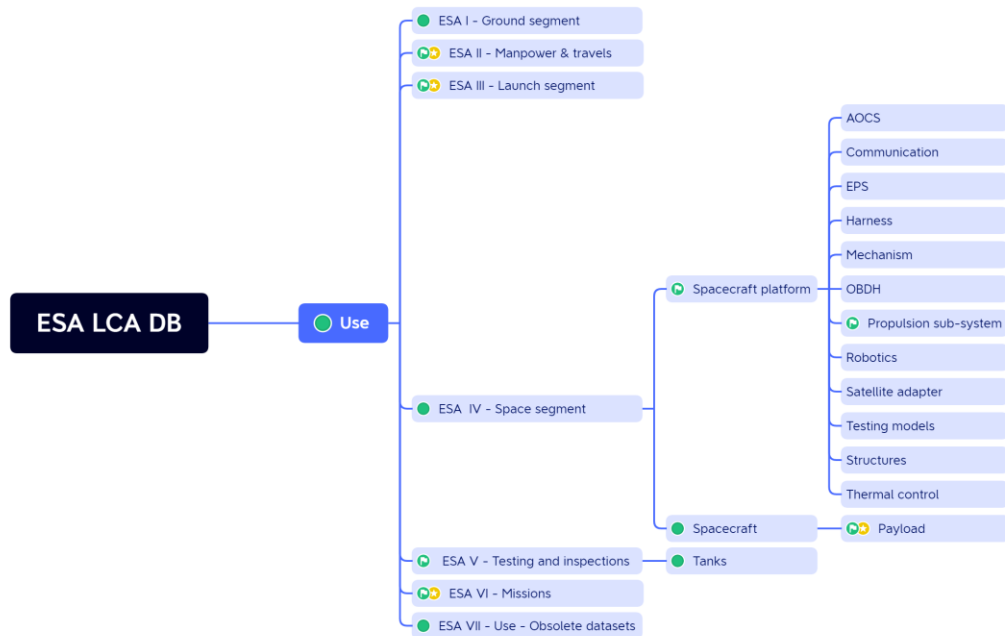 ESA LCA DB
Use
ESA I - Ground segment
ESA II - Manpower & travels
ESA III - Launch segment
ESA IV - Space segment
Spacecraft platform
AOCS
Communication
EPS
Harness
Mechanism
OBDH
Propulsion sub-system
Robotics
Satellite adapter
Testing models
Structures
Thermal control
Spacecraft
Payload
ESA V - Testing and inspections
Tanks
ESA VI - Missions
ESA VII - Use - Obsolete datasets